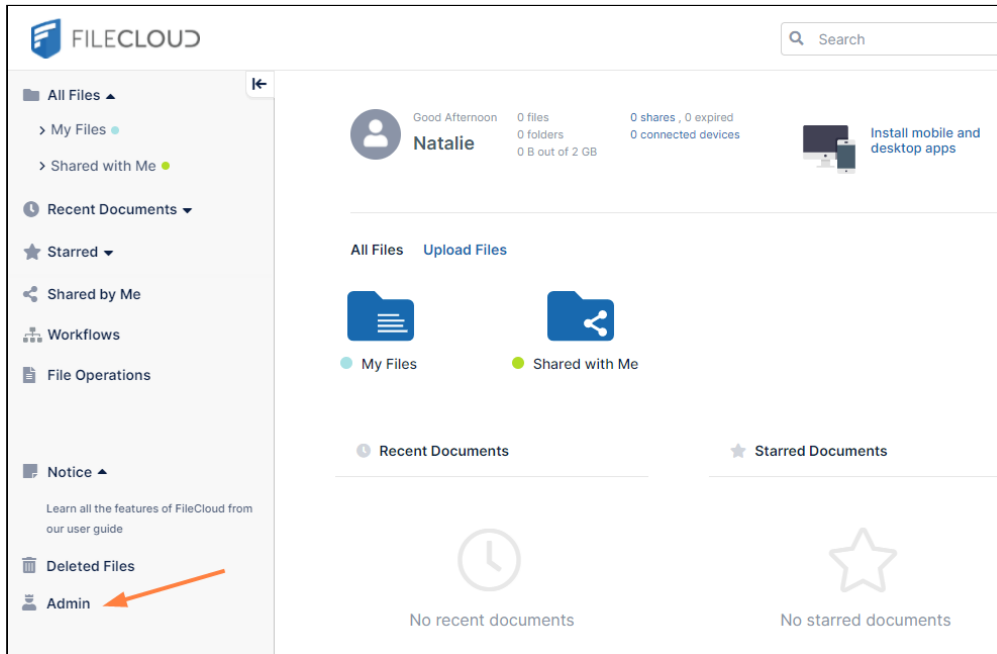 FILECLOUD
Search
All Files
My Files
Shared with Me
Recent Documents
Starred
Shared by Me
Workflows
File Operations
Notice
Learn all the features of FileCloud from
our user guide
Deleted Files
Admin
Good Afternoon
Natalie
0 files
0 folders
0 B out of 2 GB
0 shares , 0 expired
0 connected devices
Install mobile and
desktop apps
All Files Upload Files
My Files Shared with Me
Recent Documents
No recent documents
Starred Documents
No starred documents